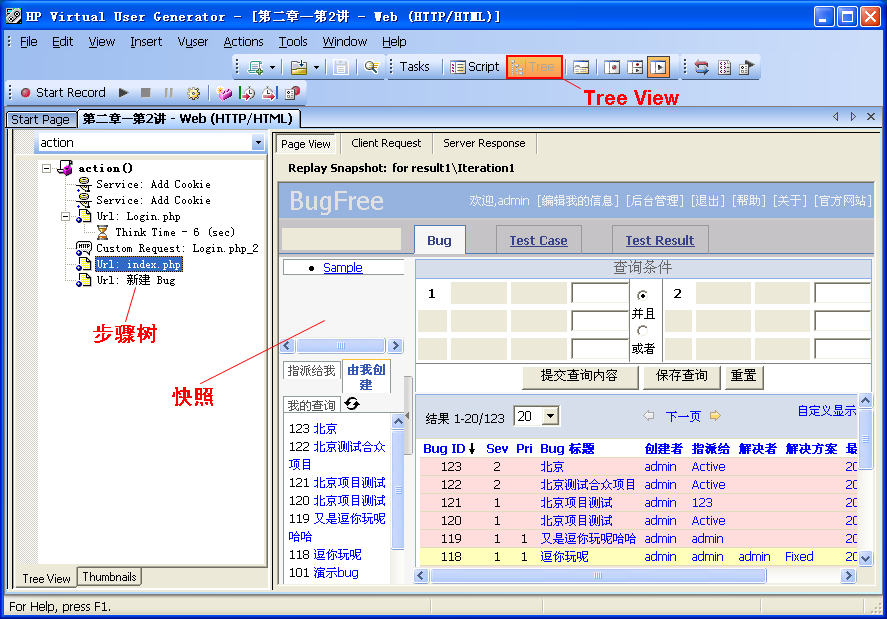 HP Virtual User Generator - [第二章一第2讲 - Web (HTTP/HTML)]
File Edit View Insert Vuser Actions Tools Window Help
Tasks Script Tree
Start Record
Tree View
Start Page 第二章一第2讲 - Web (HTTP/HTML)
action
action()
Service: Add Cookie
Service: Add Cookie
Url: Login.php
Think Time - 6 (sec)
Custom Request: Login.php_2
Url: index.php
Url: 新建 Bug
步骤树
快照
Tree View Thumbnails
Page View Client Request Server Response
Replay Snapshot: for result1\Iteration1
BugFree 欢迎,admin [编辑我的信息] [后台管理] [退出] [帮助] [关于] [官方网站]
Bug Test Case Test Result
Sample
查询条件
1 并且 2
或者
提交查询内容 保存查询 重置
指派给我 由我创建
我的查询
123 北京
122 北京测试合众
项目
121 北京项目测试
120 北京项目测试
119 又是逗你玩呢
哈哈
118 逗你玩呢
101 演示bug
结果 1-20/123 20 下一页 自定义显示
Bug ID Sev Pri Bug 标题 创建者 指派给 解决者 解决方案 最
123 2 北京 admin Active 20
122 2 北京测试合众项目 admin Active 20
121 1 北京项目测试 admin 123 20
120 1 北京项目测试 admin Active 20
119 1 1 又是逗你玩呢哈哈 admin admin 20
118 1 1 逗你玩呢 admin admin admin Fixed 20
For Help, press F1.